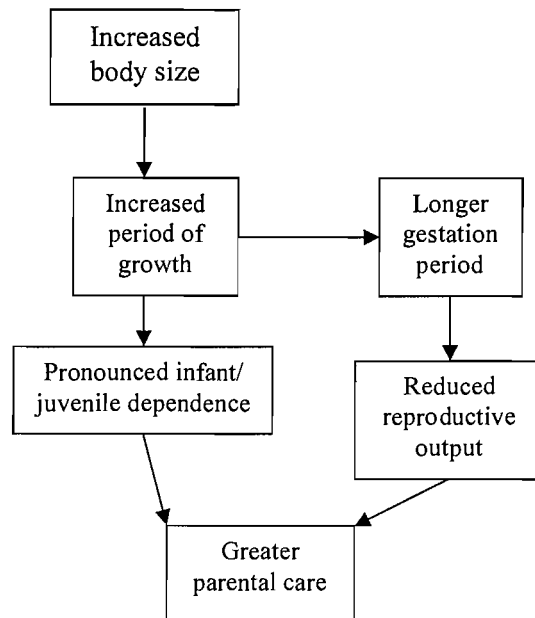 Increased
body size
Increased
period of
growth
Longer
gestation
period
Pronounced infant/
juvenile dependence
Reduced
reproductive
output
Greater
parental care